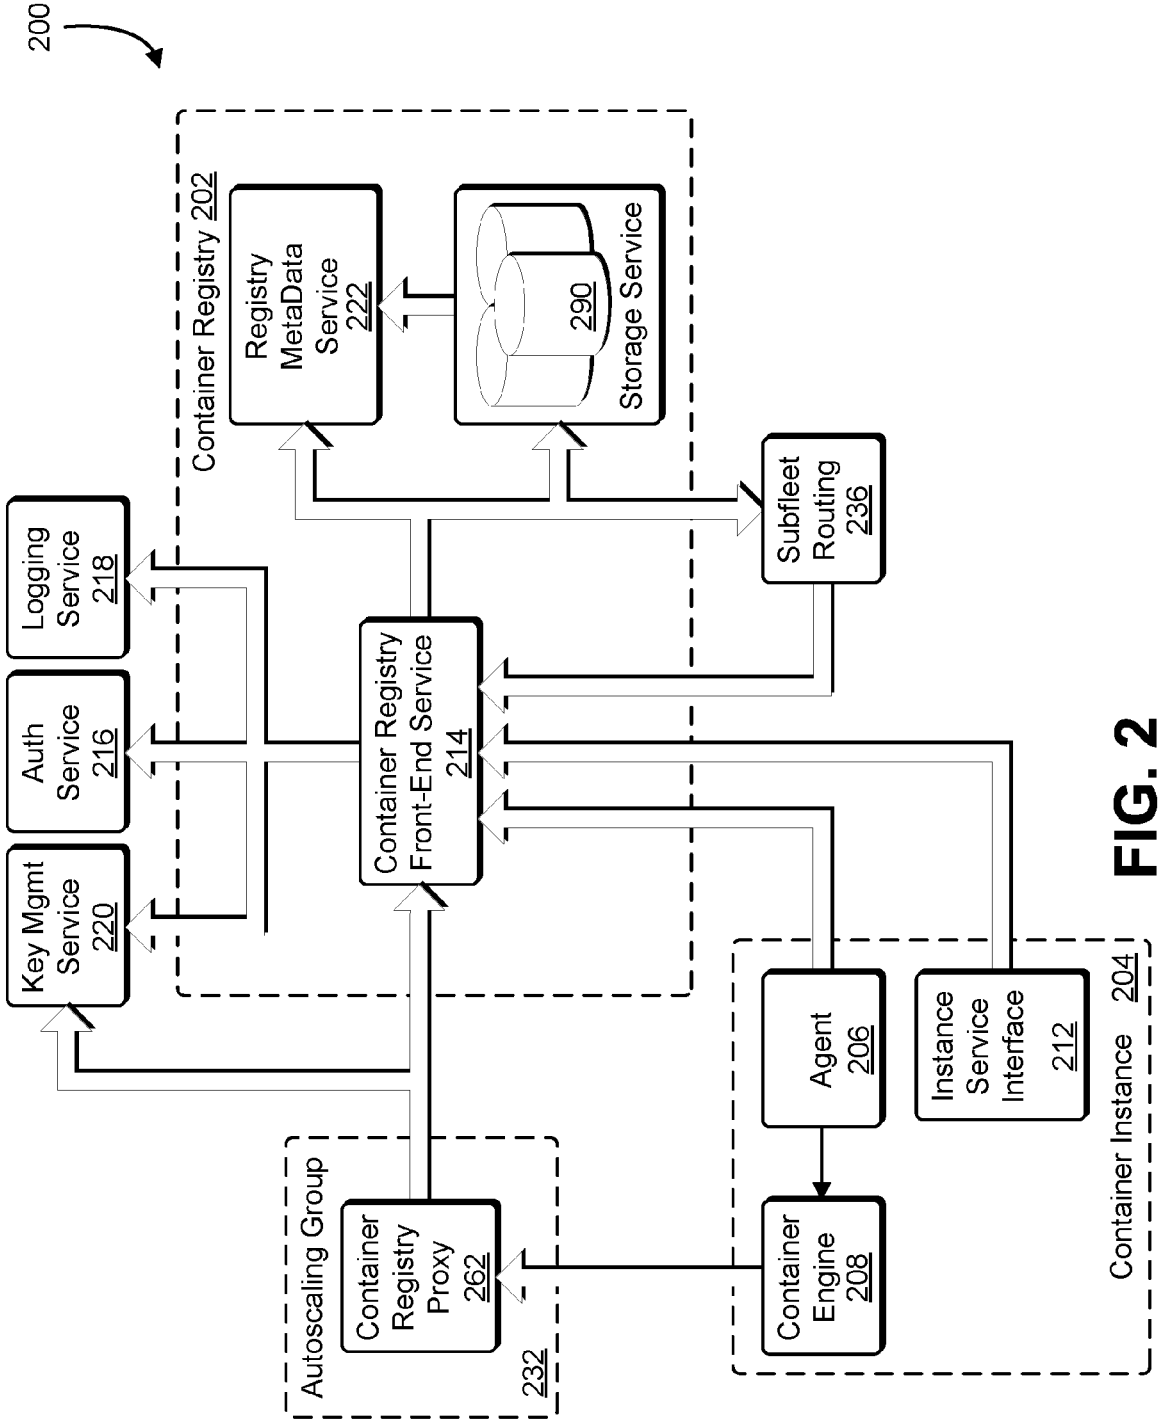 200
Key Mgmt
Service
220
Auth
Service
216
Logging
Service
218
Container Registry 202
Registry
MetaData
Service
222
290
Storage Service
Container Registry
Front-End Service
214
Subfleet
Routing
236
Autoscaling Group
Container
Registry
Proxy
262
232
Container
Engine
208
Agent
206
Instance
Service
Interface
212
Container Instance 204
FIG. 2